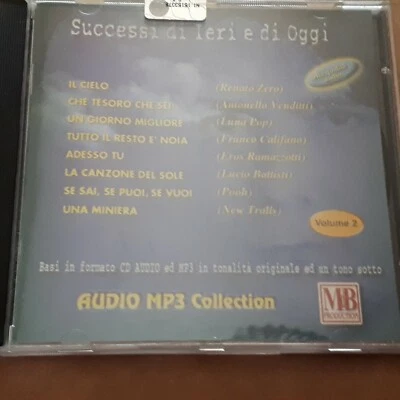 Successi di Ieri e di Oggi
IL CIELO (Renato Zero)
CHE TESORO CHE SEI (Antonello Venditti)
UN GIORNO MIGLIORE (Luna Pop)
TUTTO IL RESTO E' NOIA (Franco Califano)
ADESSO TU (Eros Ramazzotti)
LA CANZONE DEL SOLE (Lucio Battisti)
SE SAI, SE PUOI, SE VUOI (Pooh)
UNA MINIERA (New Trolls)
Volume 2
Basi in formato CD AUDIO ed MP3 in tonalità originale ed un tono sotto
AUDIO MP3 Collection
MB
PRODUCTION